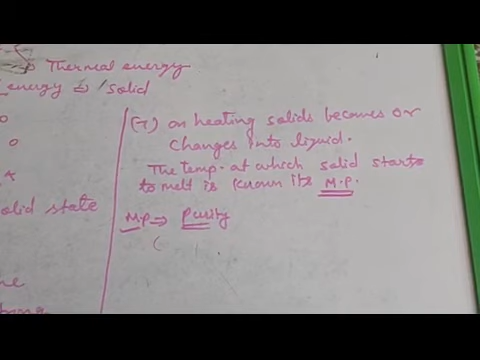 Thermal energy
energy ⇒ solid
(7) on heating solids becomes or
changes into liquid.
The temp. at which solid starts
to melt is known its M.P.
M.P ⇒ Purity
(
olid state